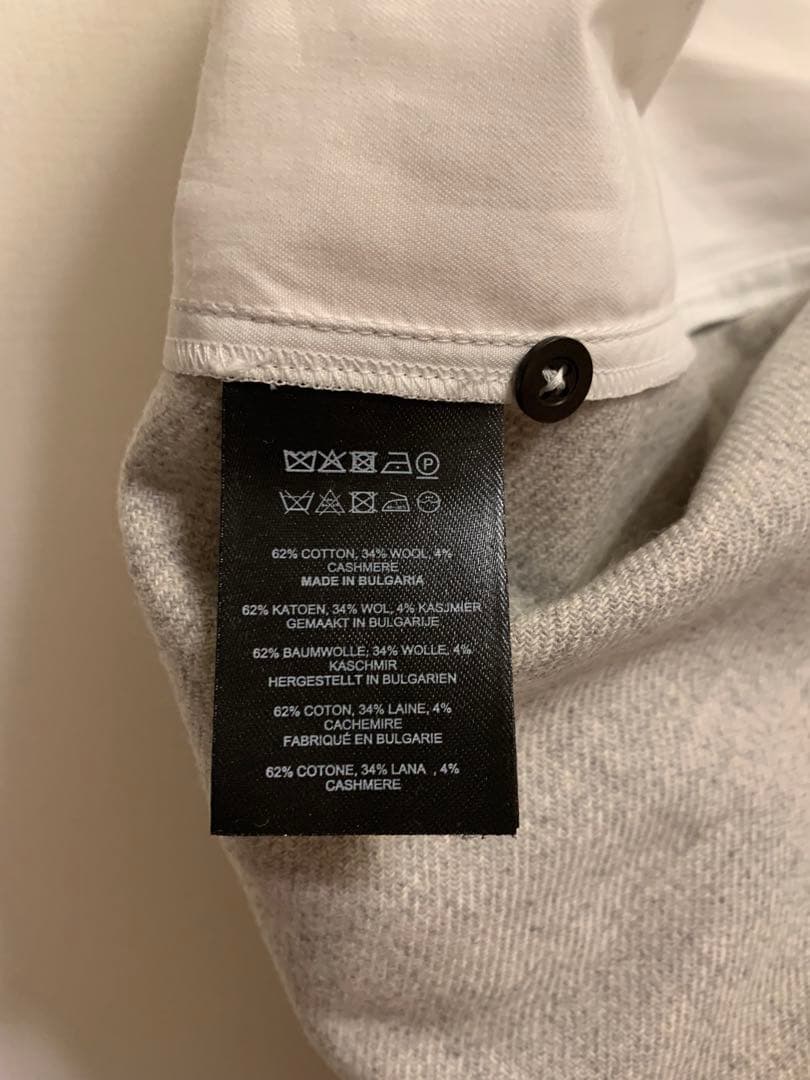 P
62% COTTON, 34% WOOL, 4%
CASHMERE
MADE IN BULGARIA
62% KATOEN, 34% WOL, 4% KASJMIER
GEMAAKT IN BULGARIJE
62% BAUMWOLLE, 34% WOLLE, 4%
KASCHMIR
HERGESTELLT IN BULGARIEN
62% COTON, 34% LAINE, 4%
CACHEMIRE
FABRIQUÉ EN BULGARIE
62% COTONE, 34% LANA , 4%
CASHMERE